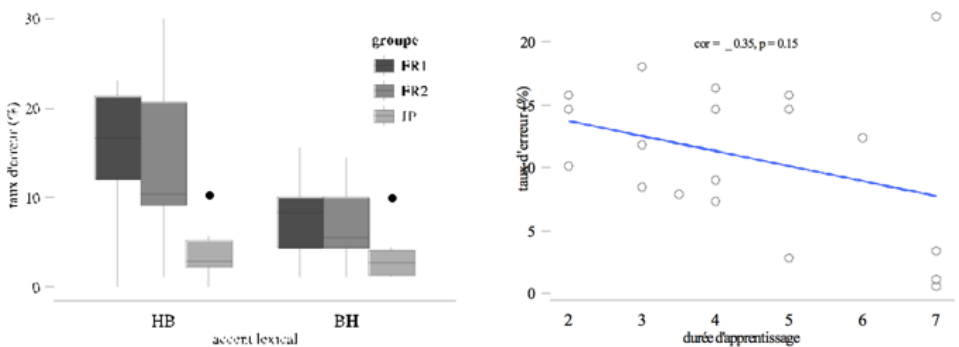 30
20
10
0
taux d'erreur (%)
groupe
FR1
FR2
JP
HB
BH
accent lexical
20
15
10
5
0
taux d'erreur (%)
cor = _ 0.35, p = 0.15
2 3 4 5 6 7
durée d'apprentissage